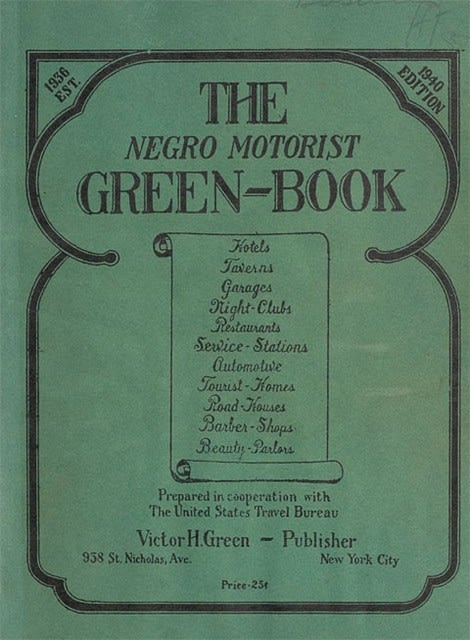 1936
EST.
1940
EDITION
THE
NEGRO MOTORIST
GREEN-BOOK
Hotels
Taverns
Garages
Night-Clubs
Restaurants
Service-Stations
Automotive
Tourist-Homes
Road-Houses
Barber-Shops
Beauty-Parlors
Prepared in cooperation with
The United States Travel Bureau
Victor H. Green - Publisher
938 St. Nicholas, Ave. New York City
Price-25¢